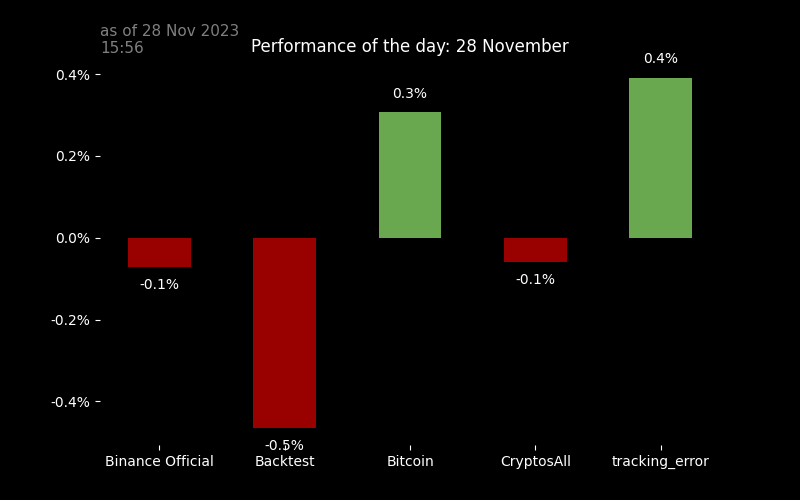 as of 28 Nov 2023
15:56
Performance of the day: 28 November
0.4%
0.2%
0.0%
-0.2%
-0.4%
-0.1%
-0.5%
0.3%
-0.1%
0.4%
Binance Official
Backtest
Bitcoin
CryptosAll
tracking_error